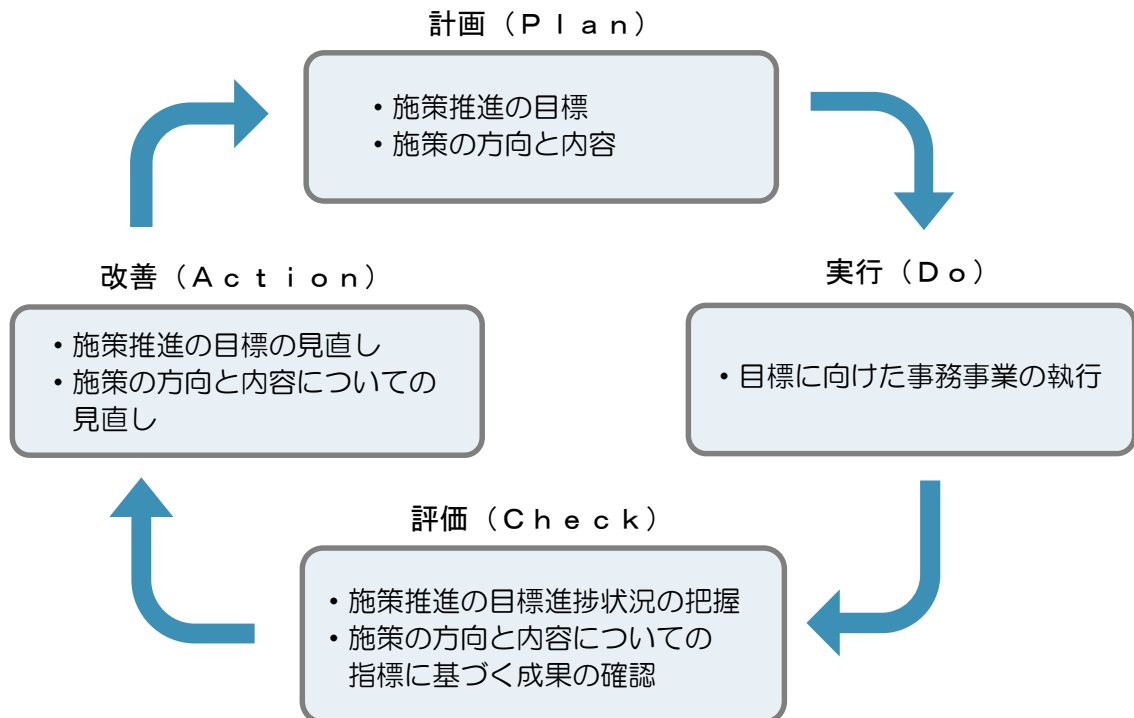 計画（Ｐｌａｎ）
・施策推進の目標
・施策の方向と内容
実行（Ｄｏ）
・目標に向けた事務事業の執行
評価（Ｃｈｅｃｋ）
・施策推進の目標進捗状況の把握
・施策の方向と内容についての
指標に基づく成果の確認
改善（Ａｃｔｉｏｎ）
・施策推進の目標の見直し
・施策の方向と内容についての
見直し